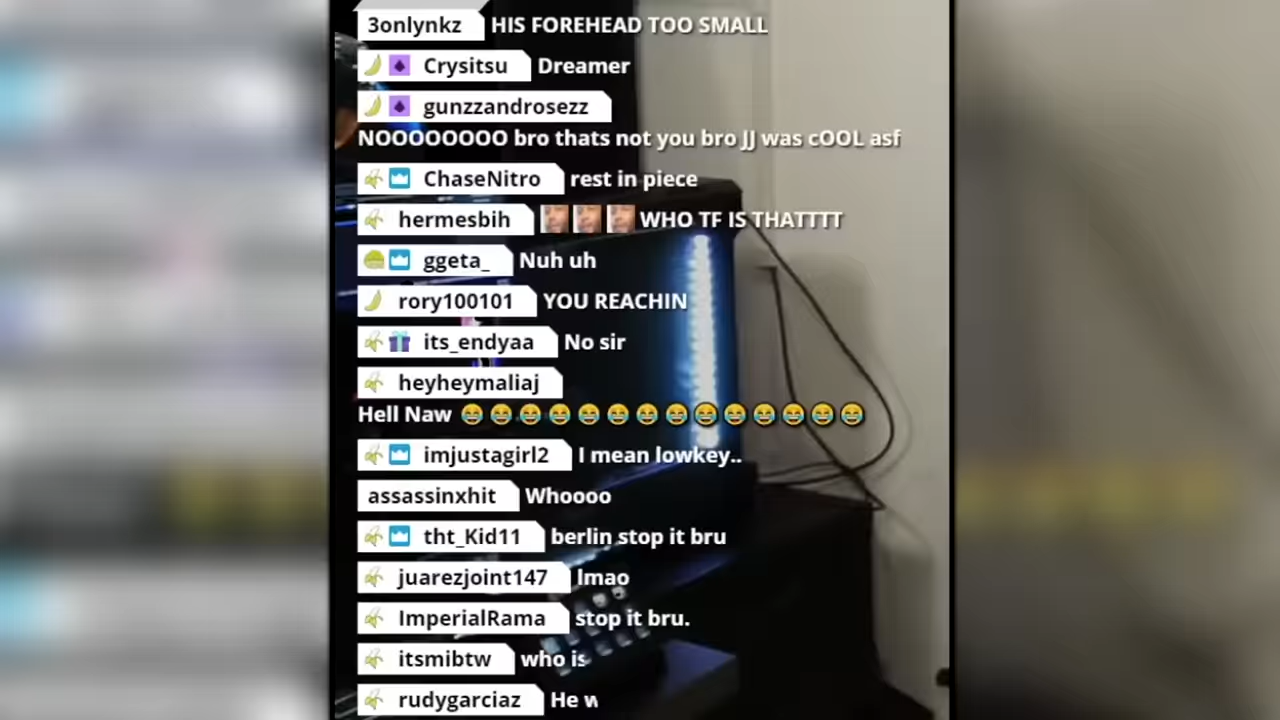 3onlynkz HIS FOREHEAD TOO SMALL
Crysitsu Dreamer
gunzzandrosezz
NOOOOOOOO bro thats not you bro JJ was cOOL asf
ChaseNitro rest in piece
hermesbih WHO TF IS THATTTT
ggeta_ Nuh uh
rory100101 YOU REACHIN
its_endyaa No sir
heyheymaliaj
Hell Naw 😂😂😂😂😂😂😂😂😂😂😂😂😂😂
imjustagirl2 I mean lowkey..
assassinxhit Whoooo
tht_Kid11 berlin stop it bru
juarezjoint147 lmao
ImperialRama stop it bru.
itsmibtw who is
rudygarciaz He w